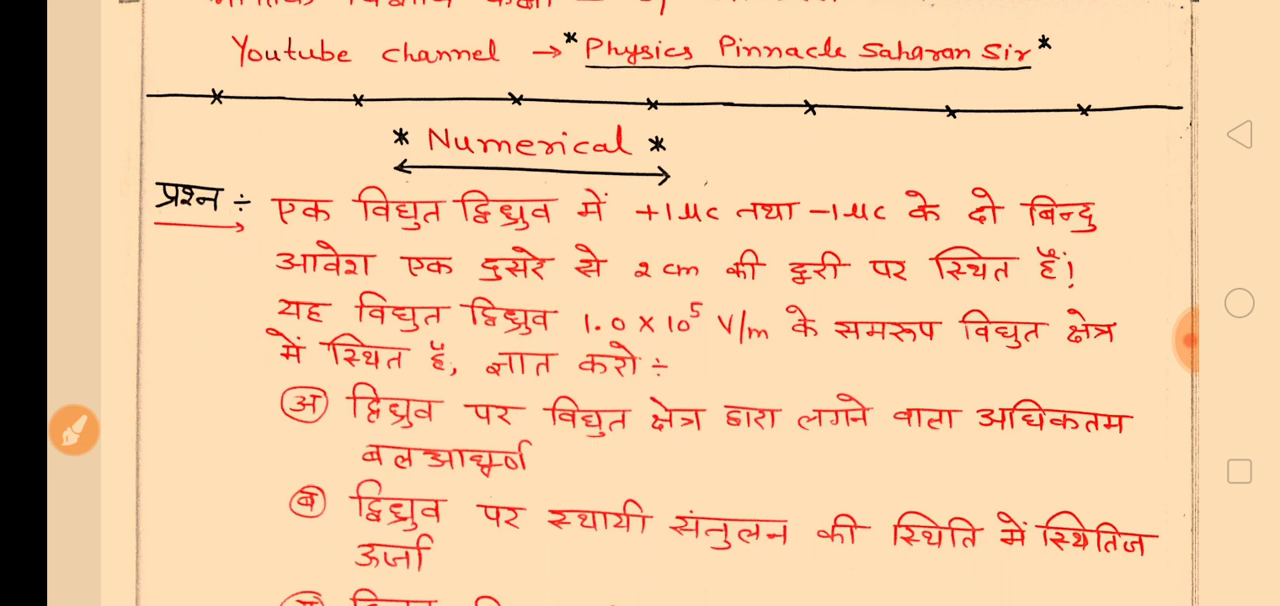 Youtube channel → * Physics Pinnacle Saharan Sir *
* Numerical *
प्रश्न ÷ एक विद्युत द्विध्रुव में +1μc तथा -1μc के दो बिन्दु
आवेश एक दुसरे से 2 cm की दुरी पर स्थित हैं।
यह विद्युत द्विध्रुव 1.0 × 10⁵ V/m के समरूप विद्युत क्षेत्र
में स्थित है, ज्ञात करो ÷
(अ) द्विध्रुव पर विद्युत क्षेत्र द्वारा लगने वाला अधिकतम
बलआघूर्ण
(ब) द्विध्रुव पर स्थायी संतुलन की स्थिति में स्थितिज
ऊर्जा